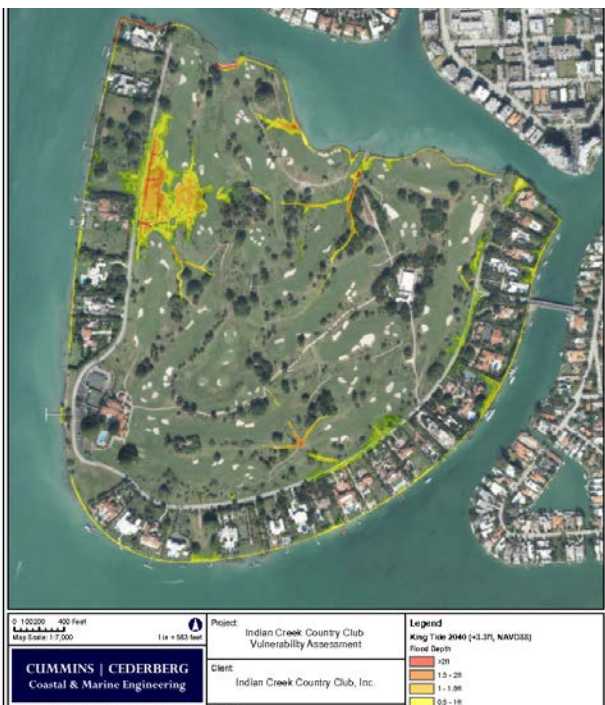 0 100200 400 Feet
Map Scale: 1:7,000
1 in = 583 feet
CUMMINS | CEDERBERG
Coastal & Marine Engineering
Project:
Indian Creek Country Club
Vulnerability Assessment
Client:
Indian Creek Country Club, Inc.
Legend
King Tide 2040 (+3.3ft, NAVD88)
Flood Depth
>2ft
1.5 - 2ft
1 - 1.5ft
0.5 - 1ft